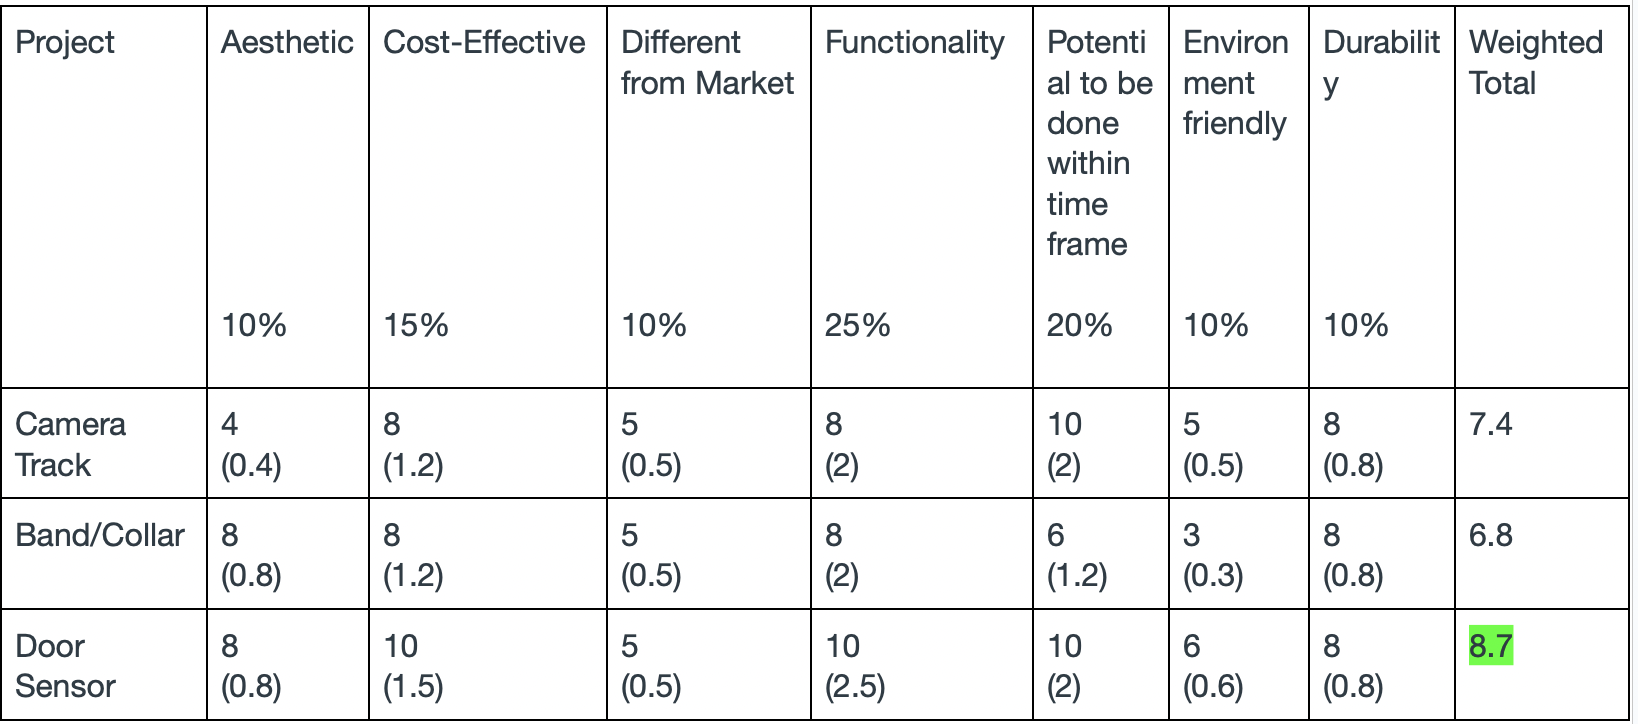 Project
Aesthetic
10%
Cost-Effective
15%
Different
from Market
10%
Functionality
25%
Potenti
al to be
done
within
time
frame
20%
Environ
ment
friendly
10%
Durabilit
y
10%
Weighted
Total
Camera
Track
4
(0.4)
8
(1.2)
5
(0.5)
8
(2)
10
(2)
5
(0.5)
8
(0.8)
7.4
Band/Collar
8
(0.8)
8
(1.2)
5
(0.5)
8
(2)
6
(1.2)
3
(0.3)
8
(0.8)
6.8
Door
Sensor
8
(0.8)
10
(1.5)
5
(0.5)
10
(2.5)
10
(2)
6
(0.6)
8
(0.8)
8.7